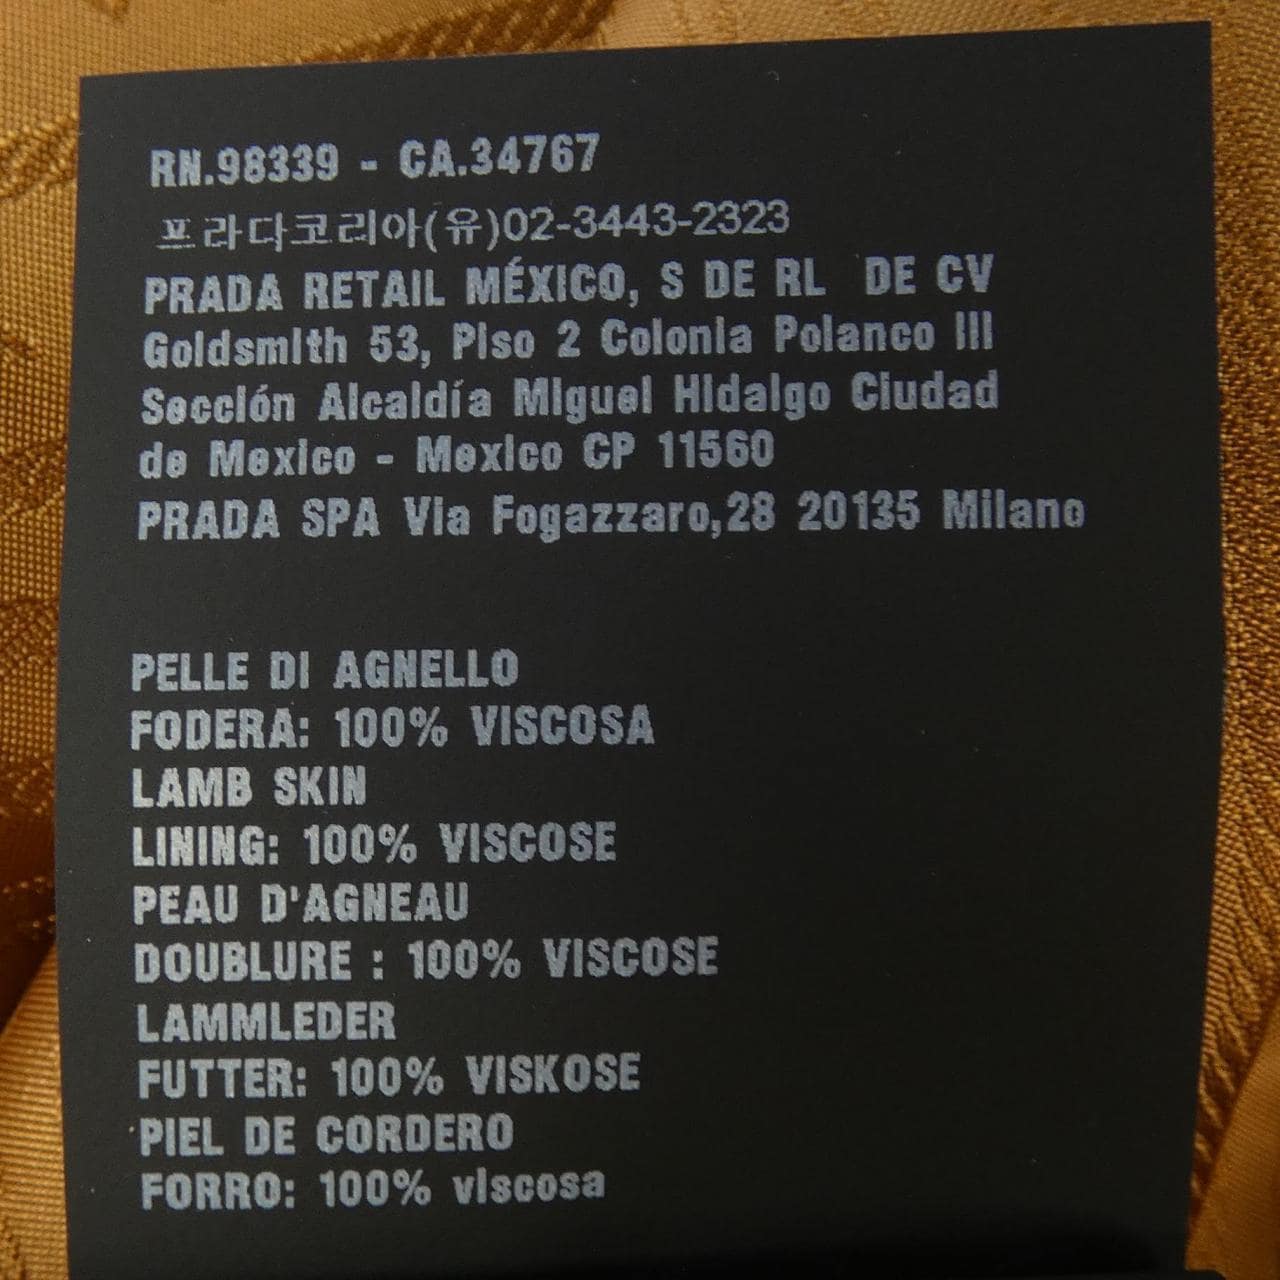 RN.98339 - CA.34767
프라다코리아(유)02-3443-2323
PRADA RETAIL MÉXICO, S DE RL DE CV
Goldsmith 53, Piso 2 Colonia Polanco III
Sección Alcaldía Miguel Hidalgo Ciudad
de Mexico - Mexico CP 11560
PRADA SPA Via Fogazzaro,28 20135 Milano
PELLE DI AGNELLO
FODERA: 100% VISCOSA
LAMB SKIN
LINING: 100% VISCOSE
PEAU D'AGNEAU
DOUBLURE : 100% VISCOSE
LAMMLEDER
FUTTER: 100% VISKOSE
PIEL DE CORDERO
FORRO: 100% viscosa